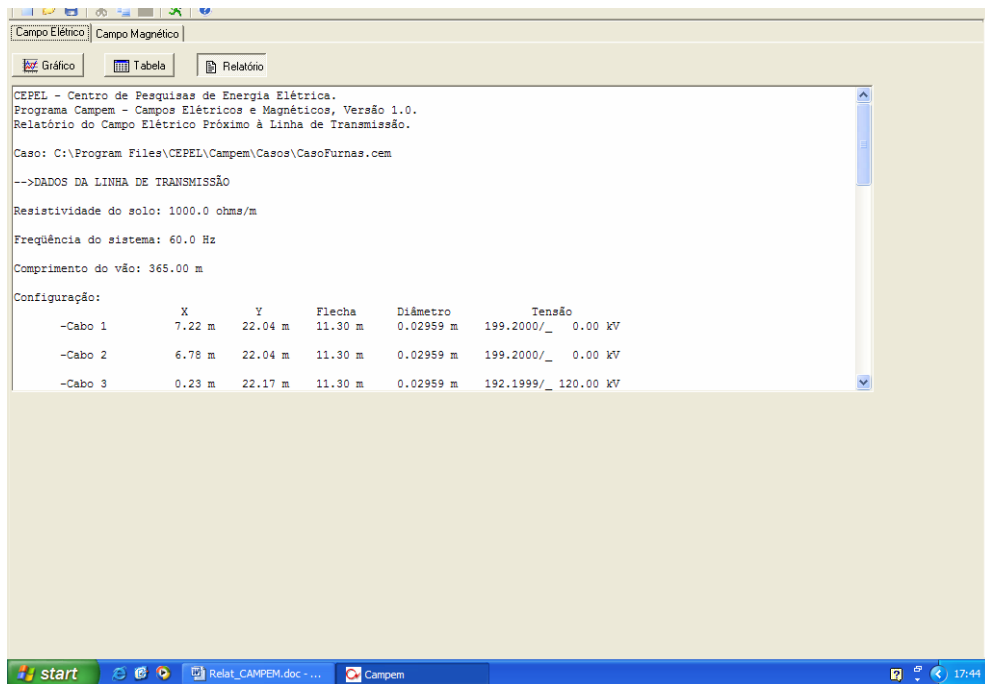 Campo Elétrico Campo Magnético
Gráfico Tabela Relatório
CEPEL - Centro de Pesquisas de Energia Elétrica.
Programa Campem - Campos Elétricos e Magnéticos, Versão 1.0.
Relatório do Campo Elétrico Próximo à Linha de Transmissão.
Caso: C:\Program Files\CEPEL\Campem\Casos\CasoFurnas.cem
-->DADOS DA LINHA DE TRANSMISSÃO
Resistividade do solo: 1000.0 ohms/m
Freqüência do sistema: 60.0 Hz
Comprimento do vão: 365.00 m
Configuração:
X Y Flecha Diâmetro Tensão
-Cabo 1 7.22 m 22.04 m 11.30 m 0.02959 m 199.2000/_ 0.00 kV
-Cabo 2 6.78 m 22.04 m 11.30 m 0.02959 m 199.2000/_ 0.00 kV
-Cabo 3 0.23 m 22.17 m 11.30 m 0.02959 m 192.1999/_ 120.00 kV
start Relat_CAMPEM.doc - ... Campem 17:44